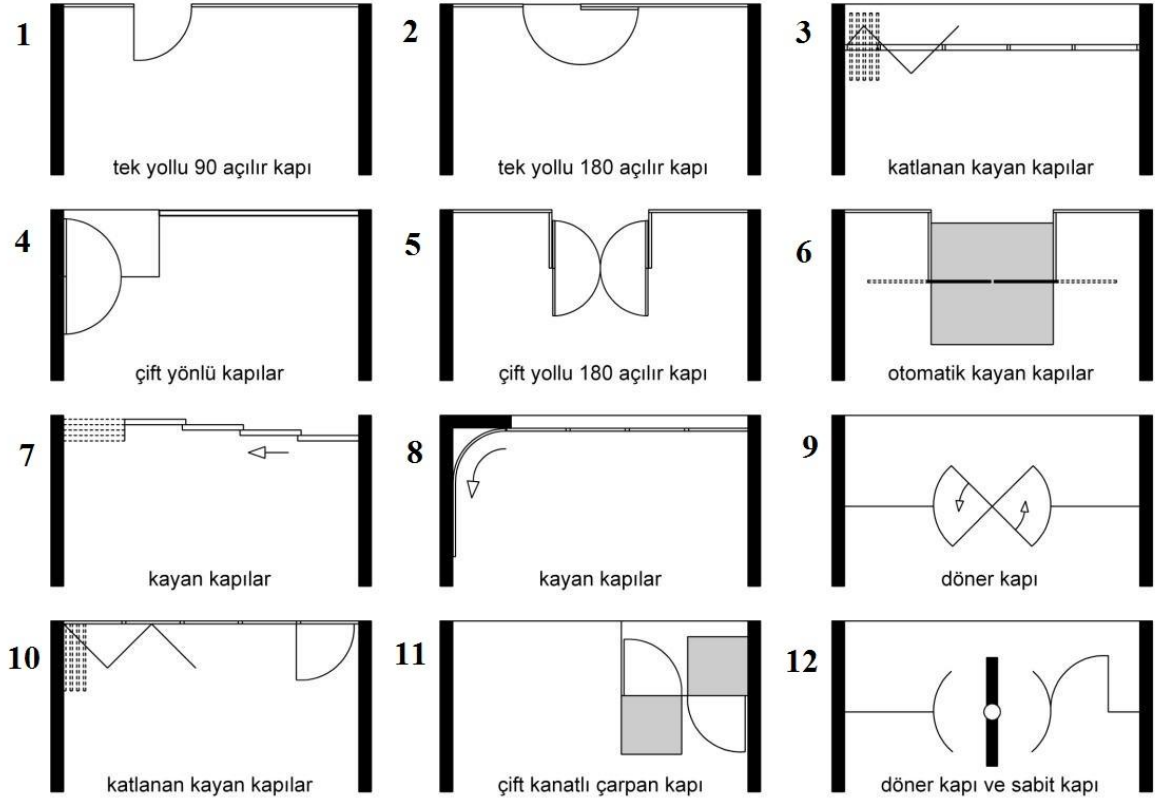 1
tek yollu 90 açılır kapı
2
tek yollu 180 açılır kapı
3
katlanan kayan kapılar
4
çift yönlü kapılar
5
çift yollu 180 açılır kapı
6
otomatik kayan kapılar
7
kayan kapılar
8
kayan kapılar
9
döner kapı
10
katlanan kayan kapılar
11
çift kanatlı çarpan kapı
12
döner kapı ve sabit kapı